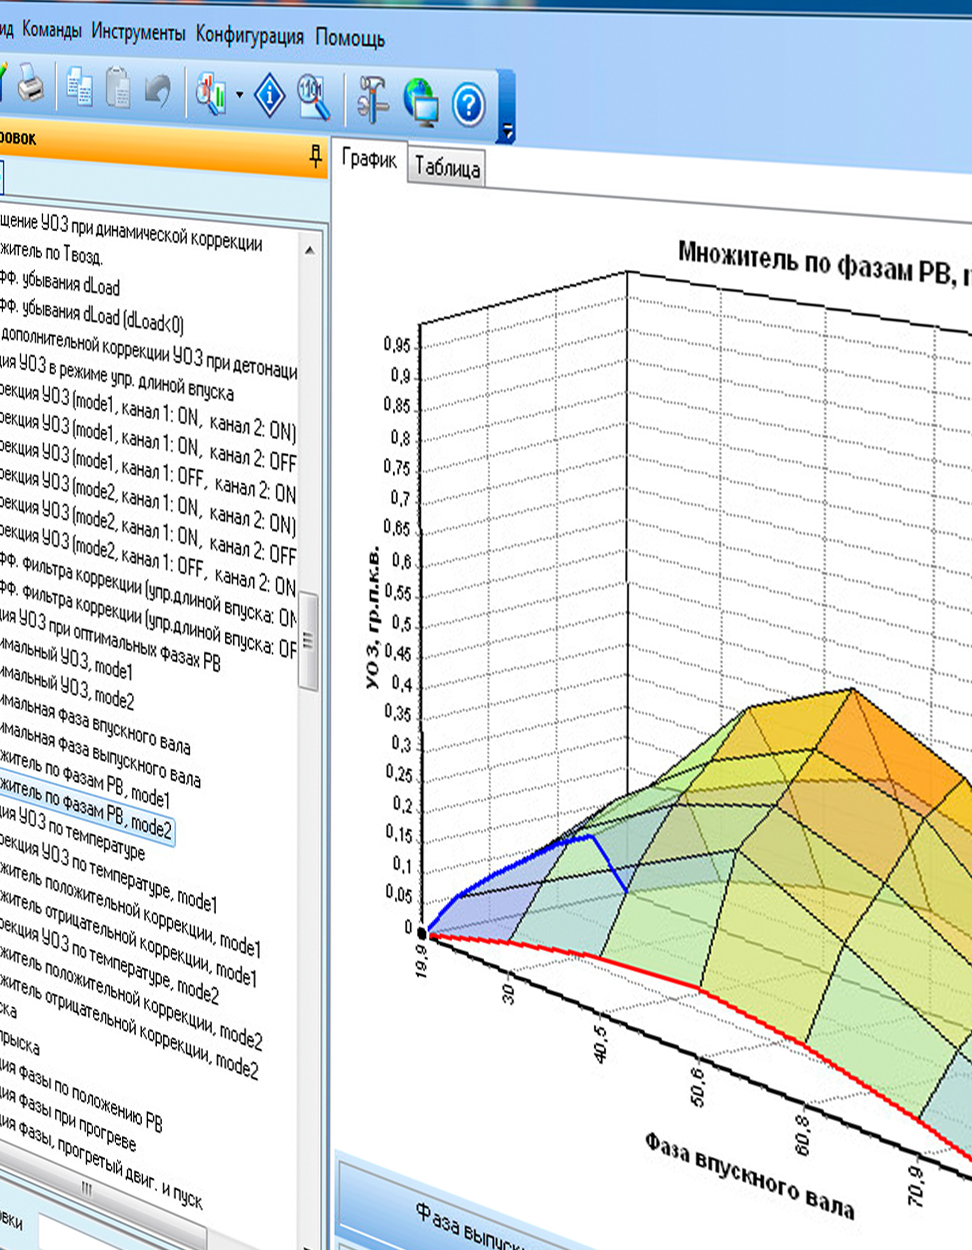 Команды Инструменты Конфигурация Помощь
График Таблица
щение УОЗ при динамической коррекции
житель по Твозд.
фф. убывания dLoad
фф. убывания dLoad (dLoad<0)
дополнительной коррекции УОЗ при детонаци
ция УОЗ в режиме упр. длиной впуска
рекция УОЗ (mode1, канал 1: ON, канал 2: ON)
рекция УОЗ (mode1, канал 1: ON, канал 2: OFF
рекция УОЗ (mode1, канал 1: OFF, канал 2: ON
рекция УОЗ (mode2, канал 1: ON, канал 2: ON)
рекция УОЗ (mode2, канал 1: ON, канал 2: OFF
рекция УОЗ (mode2, канал 1: OFF, канал 2: ON
фф. фильтра коррекции (упр.длиной впуска: ON
фф. фильтра коррекции (упр.длиной впуска: OF
ция УОЗ при оптимальных фазах РВ
имальный УОЗ, mode1
имальный УОЗ, mode2
имальная фаза впускного вала
имальная фаза выпускного вала
житель по фазам РВ, mode1
житель по фазам РВ, mode2
ция УОЗ по температуре
рекция УОЗ по температуре, mode1
житель положительной коррекции, mode1
житель отрицательной коррекции, mode1
рекция УОЗ по температуре, mode2
житель положительной коррекции, mode2
житель отрицательной коррекции, mode2
ска
прыска
ция фазы по положению РВ
ция фазы при прогреве
ция фазы, прогретый двиг. и пуск
вки
Множитель по фазам РВ,
УОЗ, гр.п.к.в.
0,95
0,9
0,85
0,8
0,75
0,7
0,65
0,6
0,55
0,5
0,45
0,4
0,35
0,3
0,25
0,2
0,15
0,1
0,05
0
19,9
30
40,5
50,6
60,8
70,9
Фаза впускного вала
Фаза выпуск